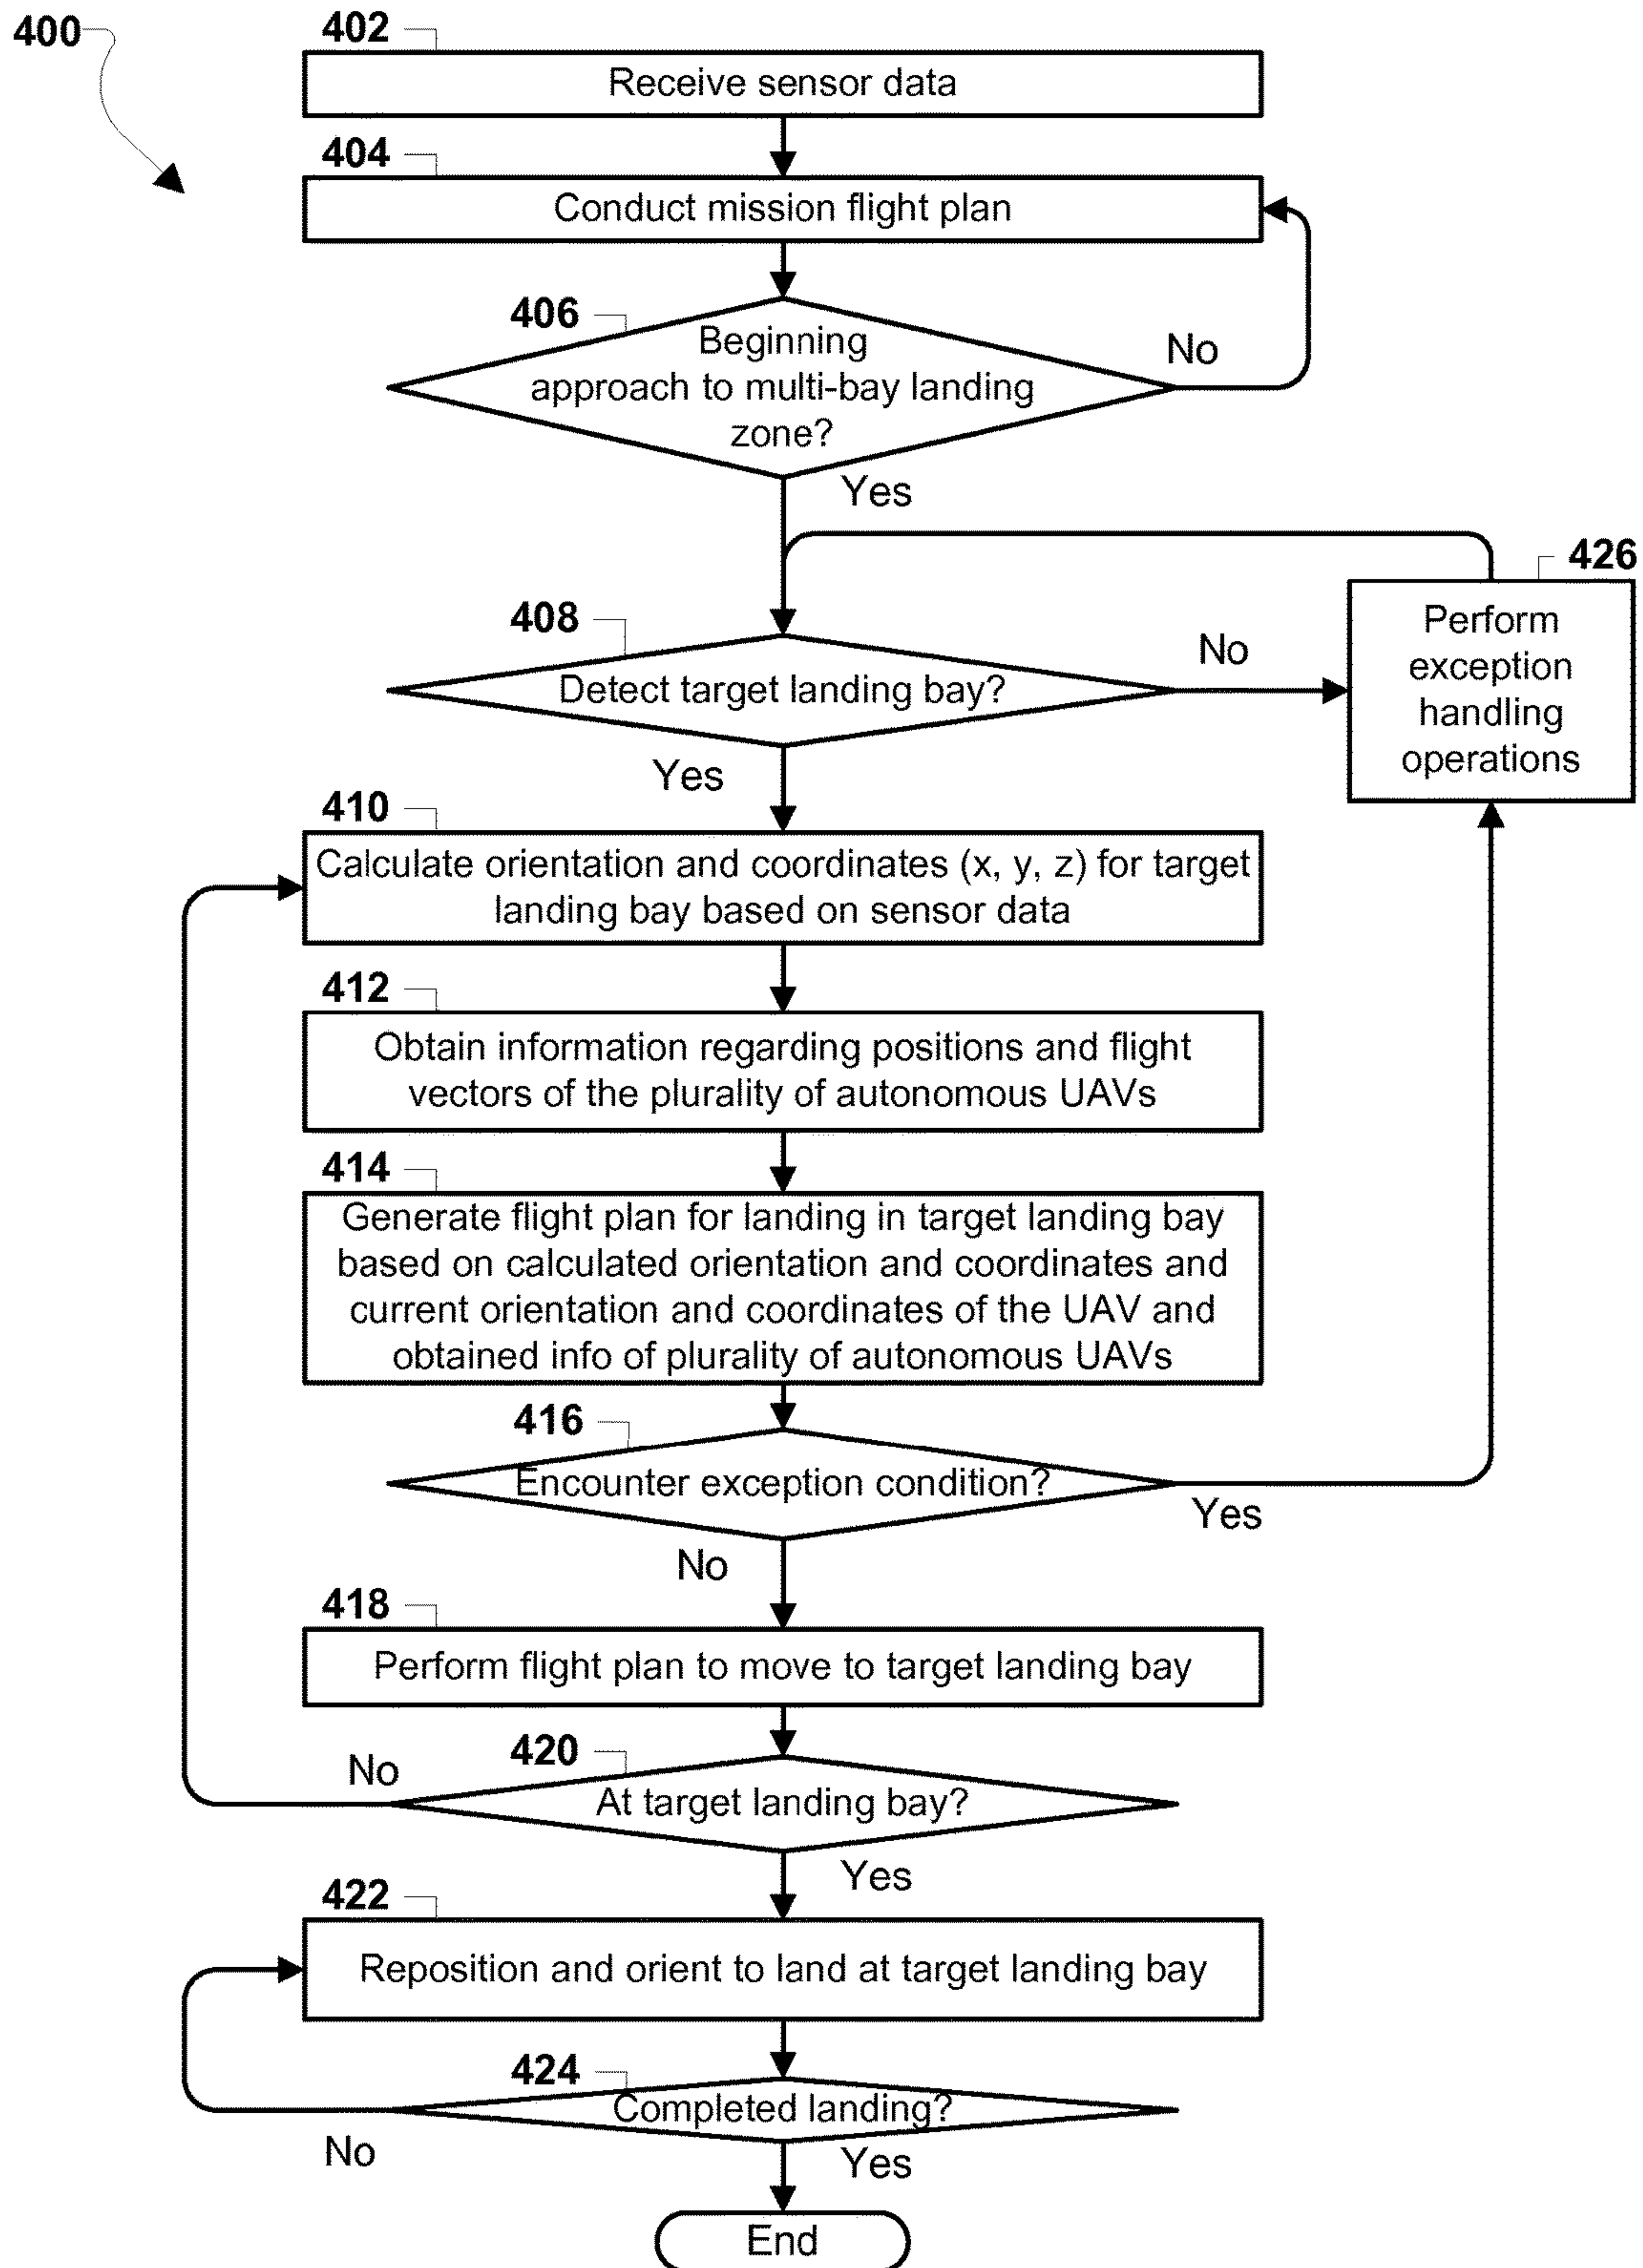 400
402
Receive sensor data
404
Conduct mission flight plan
406
Beginning
approach to multi-bay landing
zone?
No
Yes
426
Perform
exception
handling
operations
408
Detect target landing bay?
No
Yes
410
Calculate orientation and coordinates (x, y, z) for target
landing bay based on sensor data
412
Obtain information regarding positions and flight
vectors of the plurality of autonomous UAVs
414
Generate flight plan for landing in target landing bay
based on calculated orientation and coordinates and
current orientation and coordinates of the UAV and
obtained info of plurality of autonomous UAVs
416
Encounter exception condition?
Yes
No
418
Perform flight plan to move to target landing bay
420
No
At target landing bay?
Yes
422
Reposition and orient to land at target landing bay
424
Completed landing?
No
Yes
End